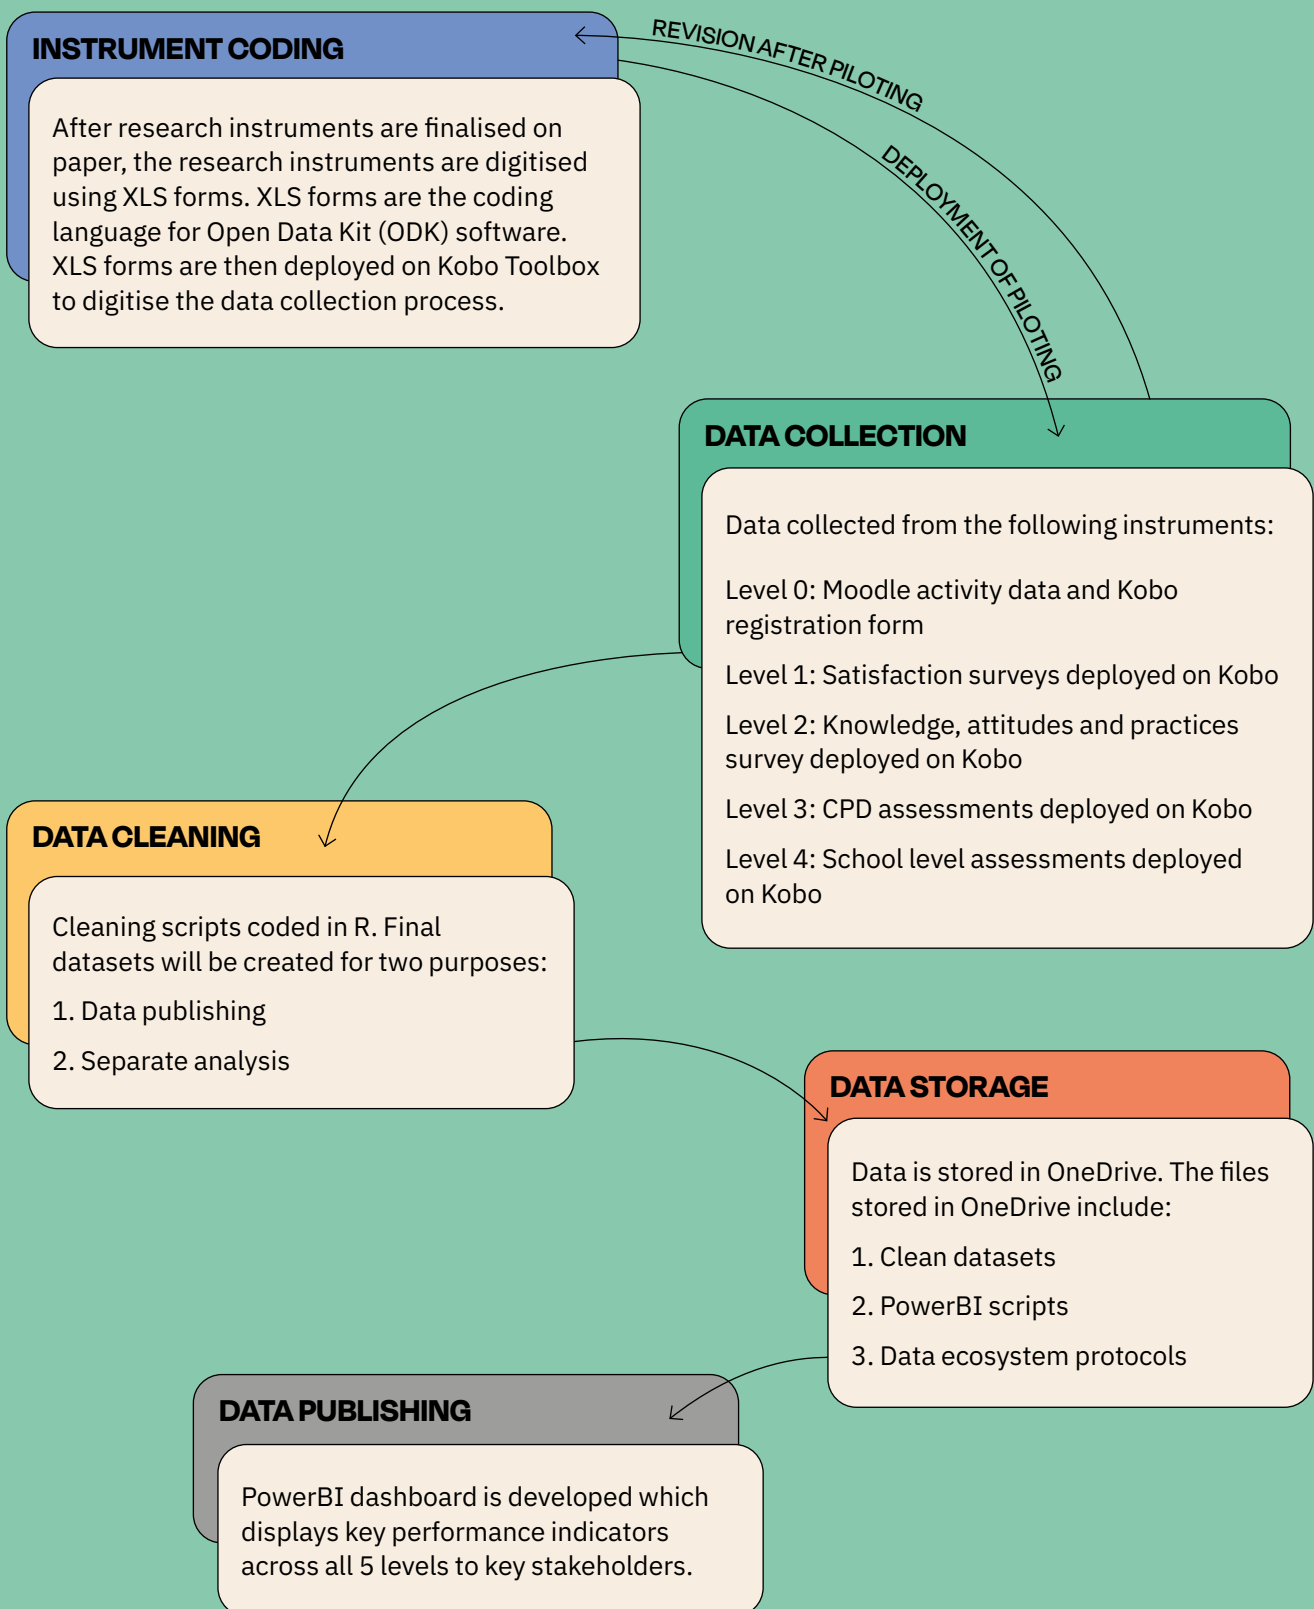 INSTRUMENT CODING
After research instruments are finalised on
paper, the research instruments are digitised
using XLS forms. XLS forms are the coding
language for Open Data Kit (ODK) software.
XLS forms are then deployed on Kobo Toolbox
to digitise the data collection process.
REVISION AFTER PILOTING
DEPLOYMENT OF PILOTING
DATA COLLECTION
Data collected from the following instruments:
Level 0: Moodle activity data and Kobo
registration form
Level 1: Satisfaction surveys deployed on Kobo
Level 2: Knowledge, attitudes and practices
survey deployed on Kobo
Level 3: CPD assessments deployed on Kobo
Level 4: School level assessments deployed
on Kobo
DATA CLEANING
Cleaning scripts coded in R. Final
datasets will be created for two purposes:
1. Data publishing
2. Separate analysis
DATA STORAGE
Data is stored in OneDrive. The files
stored in OneDrive include:
1. Clean datasets
2. PowerBI scripts
3. Data ecosystem protocols
DATA PUBLISHING
PowerBI dashboard is developed which
displays key performance indicators
across all 5 levels to key stakeholders.